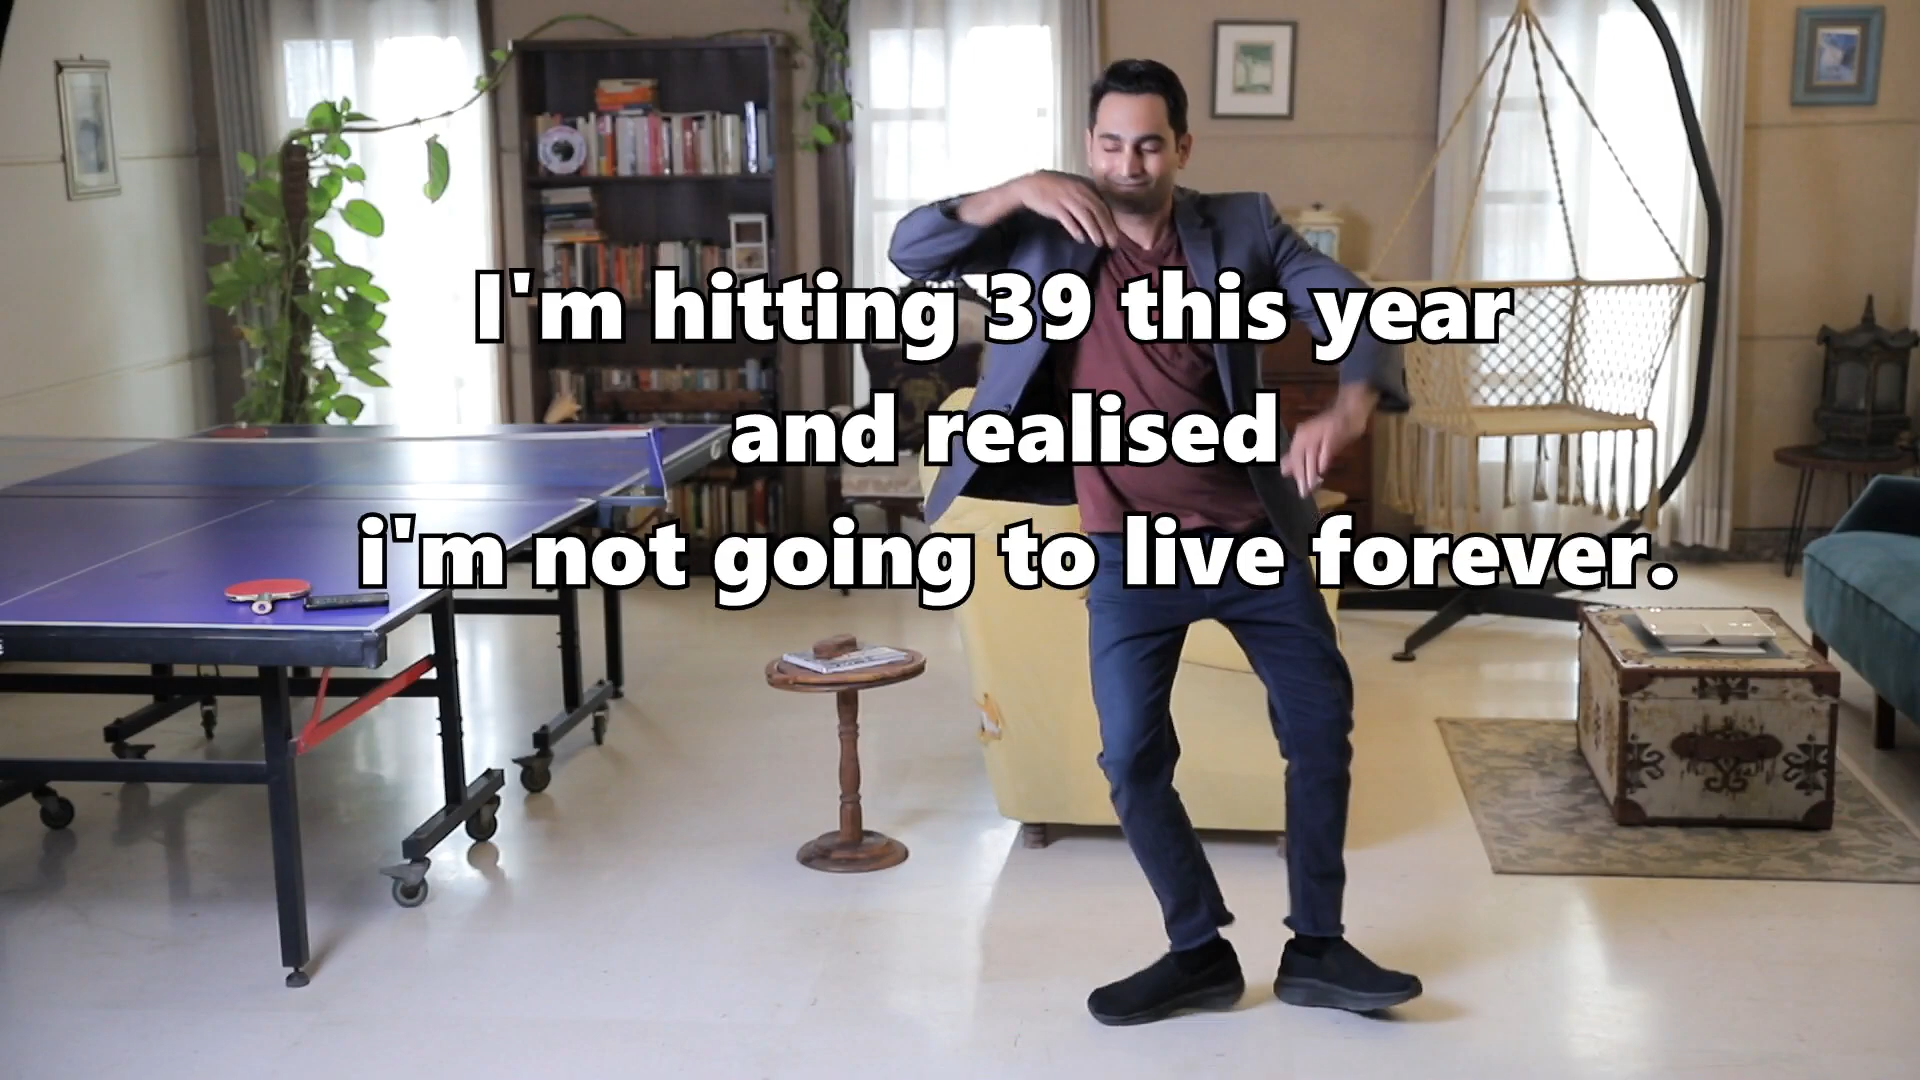 I'm hitting 39 this year
and realised
i'm not going to live forever.